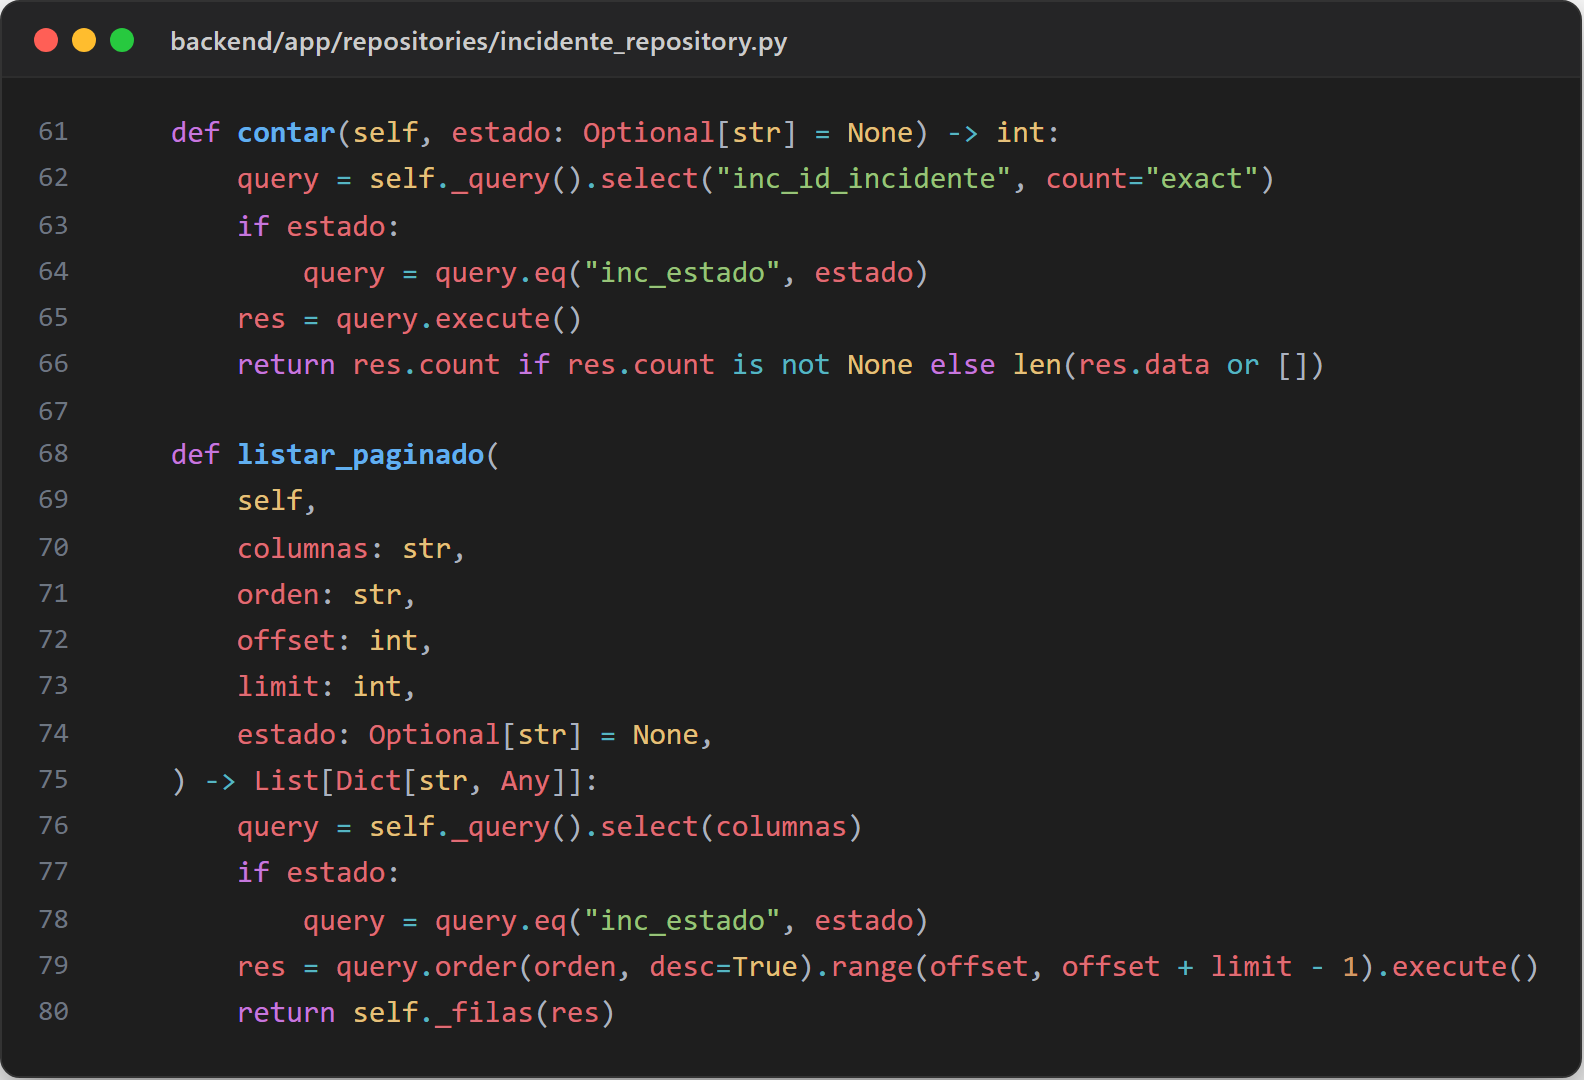 backend/app/repositories/incidente_repository.py
61    def contar(self, estado: Optional[str] = None) -> int:
62        query = self._query().select("inc_id_incidente", count="exact")
63        if estado:
64            query = query.eq("inc_estado", estado)
65        res = query.execute()
66        return res.count if res.count is not None else len(res.data or [])
67
68    def listar_paginado(
69        self,
70        columnas: str,
71        orden: str,
72        offset: int,
73        limit: int,
74        estado: Optional[str] = None,
75    ) -> List[Dict[str, Any]]:
76        query = self._query().select(columnas)
77        if estado:
78            query = query.eq("inc_estado", estado)
79        res = query.order(orden, desc=True).range(offset, offset + limit - 1).execute()
80        return self._filas(res)